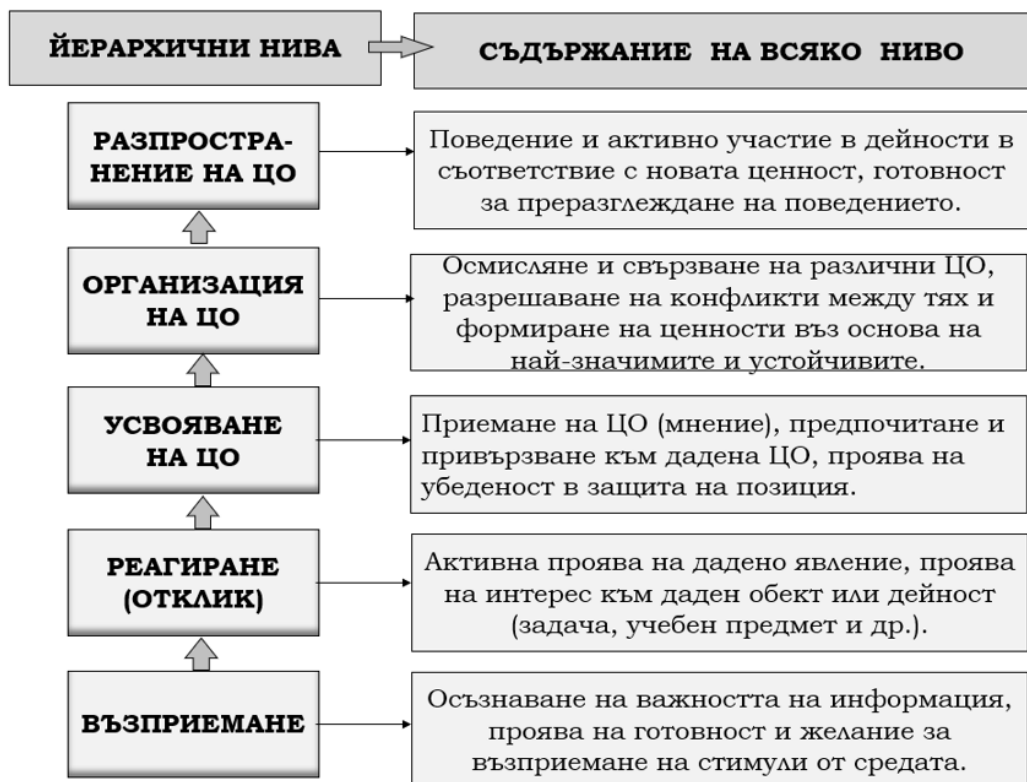 ЙЕРАРХИЧНИ НИВА
СЪДЪРЖАНИЕ НА ВСЯКО НИВО
РАЗПРОСТРА-
НЕНИЕ НА ЦО
Поведение и активно участие в дейности в
съответствие с новата ценност, готовност
за преразглеждане на поведението.
ОРГАНИЗАЦИЯ
НА ЦО
Осмисляне и свързване на различни ЦО,
разрешаване на конфликти между тях и
формиране на ценности въз основа на
най-значимите и устойчивите.
УСВОЯВАНЕ
НА ЦО
Приемане на ЦО (мнение), предпочитане и
привързване към дадена ЦО, проява на
убеденост в защита на позиция.
РЕАГИРАНЕ
(ОТКЛИК)
Активна проява на дадено явление, проява
на интерес към даден обект или дейност
(задача, учебен предмет и др.).
ВЪЗПРИЕМАНЕ
Осъзнаване на важността на информация,
проява на готовност и желание за
възприемане на стимули от средата.